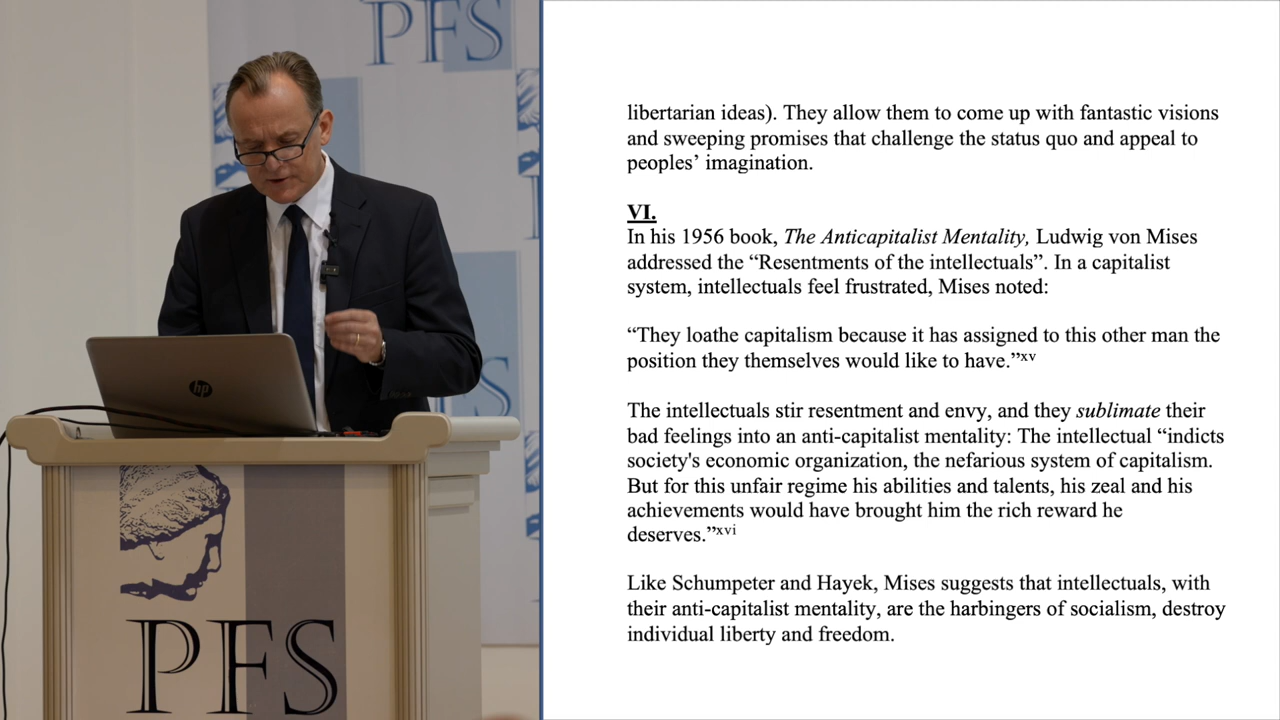 PFS
hp
PFS
libertarian ideas). They allow them to come up with fantastic visions
and sweeping promises that challenge the status quo and appeal to
peoples’ imagination.
VI.
In his 1956 book, The Anticapitalist Mentality, Ludwig von Mises
addressed the “Resentments of the intellectuals”. In a capitalist
system, intellectuals feel frustrated, Mises noted:
“They loathe capitalism because it has assigned to this other man the
position they themselves would like to have.”xv
The intellectuals stir resentment and envy, and they sublimate their
bad feelings into an anti-capitalist mentality: The intellectual “indicts
society's economic organization, the nefarious system of capitalism.
But for this unfair regime his abilities and talents, his zeal and his
achievements would have brought him the rich reward he
deserves.”xvi
Like Schumpeter and Hayek, Mises suggests that intellectuals, with
their anti-capitalist mentality, are the harbingers of socialism, destroy
individual liberty and freedom.